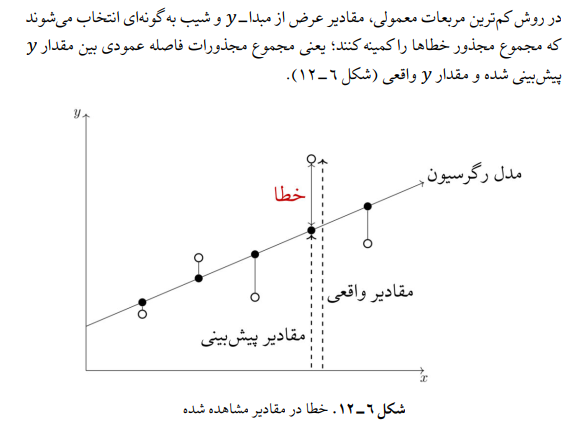 در روش کم‌ترین مربعات معمولی، مقادیر عرض از مبدا-y و شیب به گونه‌ای انتخاب می‌شوند
که مجموع مجذور خطاها را کمینه کنند؛ یعنی مجموع مجذورات فاصله عمودی بین مقدار y
پیش‌بینی شده و مقدار y واقعی (شکل ۶-۱۲).
y
مدل رگرسیون
خطا
مقادیر واقعی
مقادیر پیش‌بینی
x
شکل ۶-۱۲. خطا در مقادیر مشاهده شده